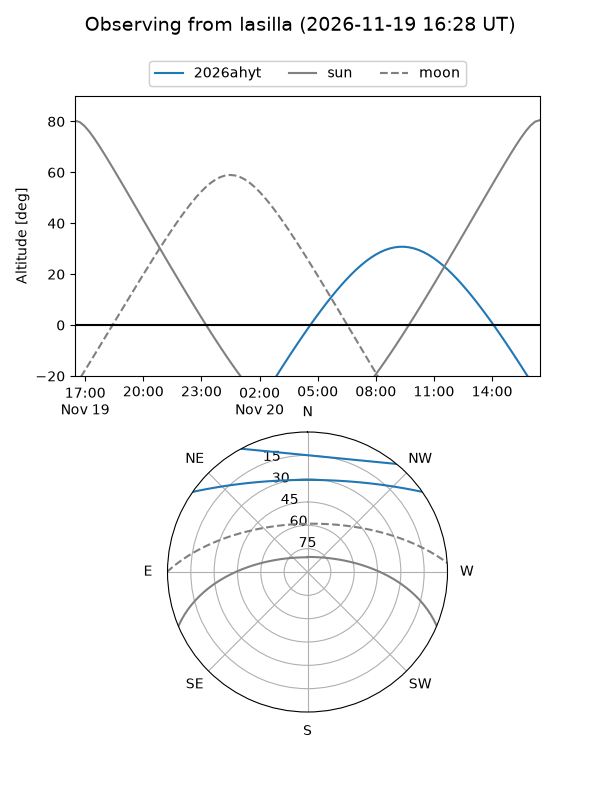 Observing from lasilla (2026-11-19 16:28 UT)
2026ahyt sun moon
Altitude [deg]
80
60
40
20
0
−20
17:00 20:00 23:00 02:00 05:00 08:00 11:00 14:00
Nov 19 Nov 20
N
NE NW
15
30
45
60
75
E W
SE SW
S